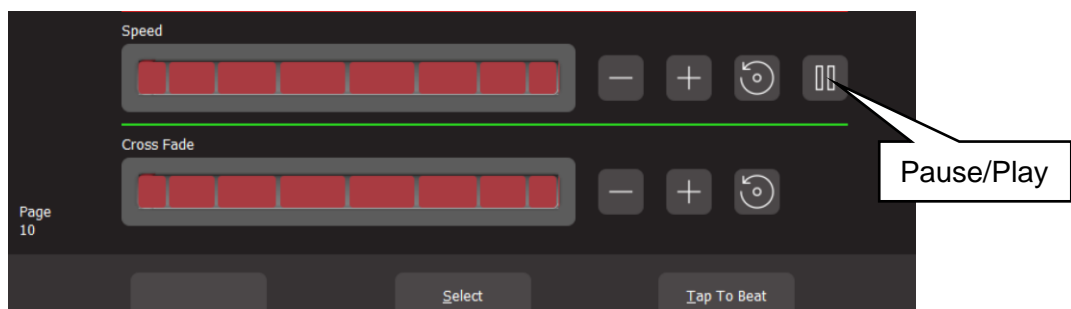 Speed
Cross Fade
Pause/Play
Page
10
Select
Tap To Beat